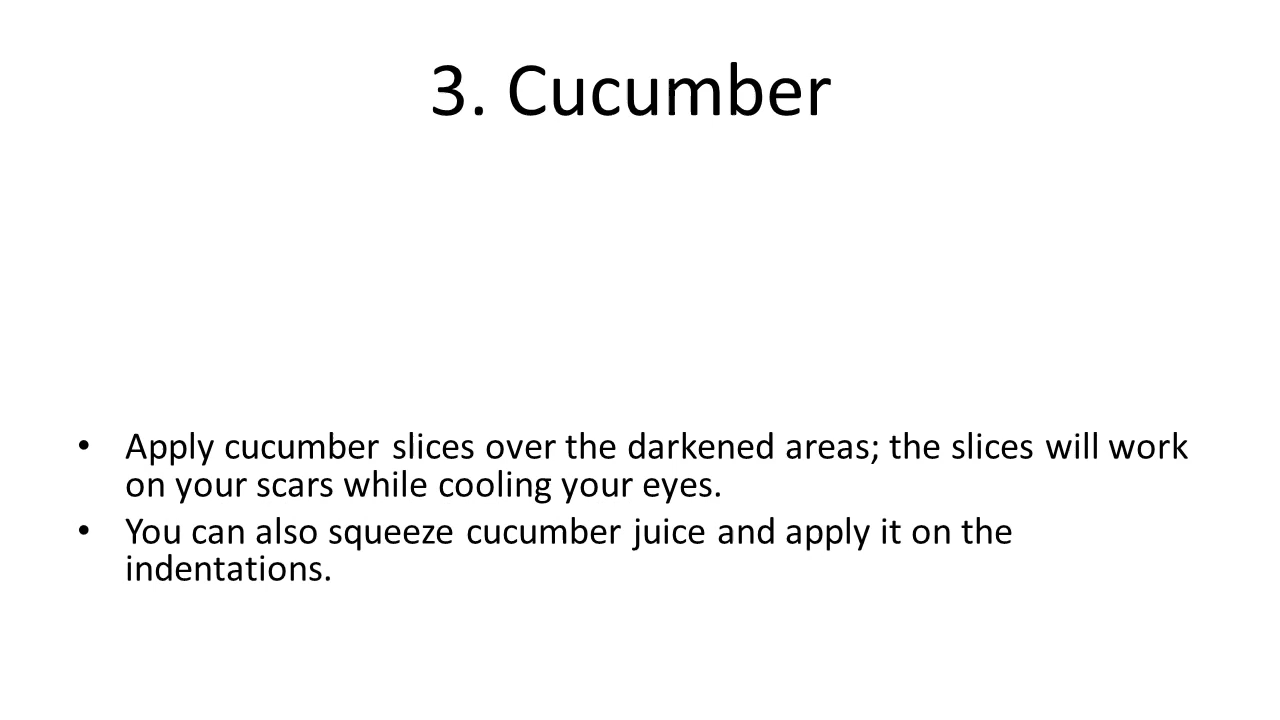 3. Cucumber
• Apply cucumber slices over the darkened areas; the slices will work
on your scars while cooling your eyes.
• You can also squeeze cucumber juice and apply it on the
indentations.